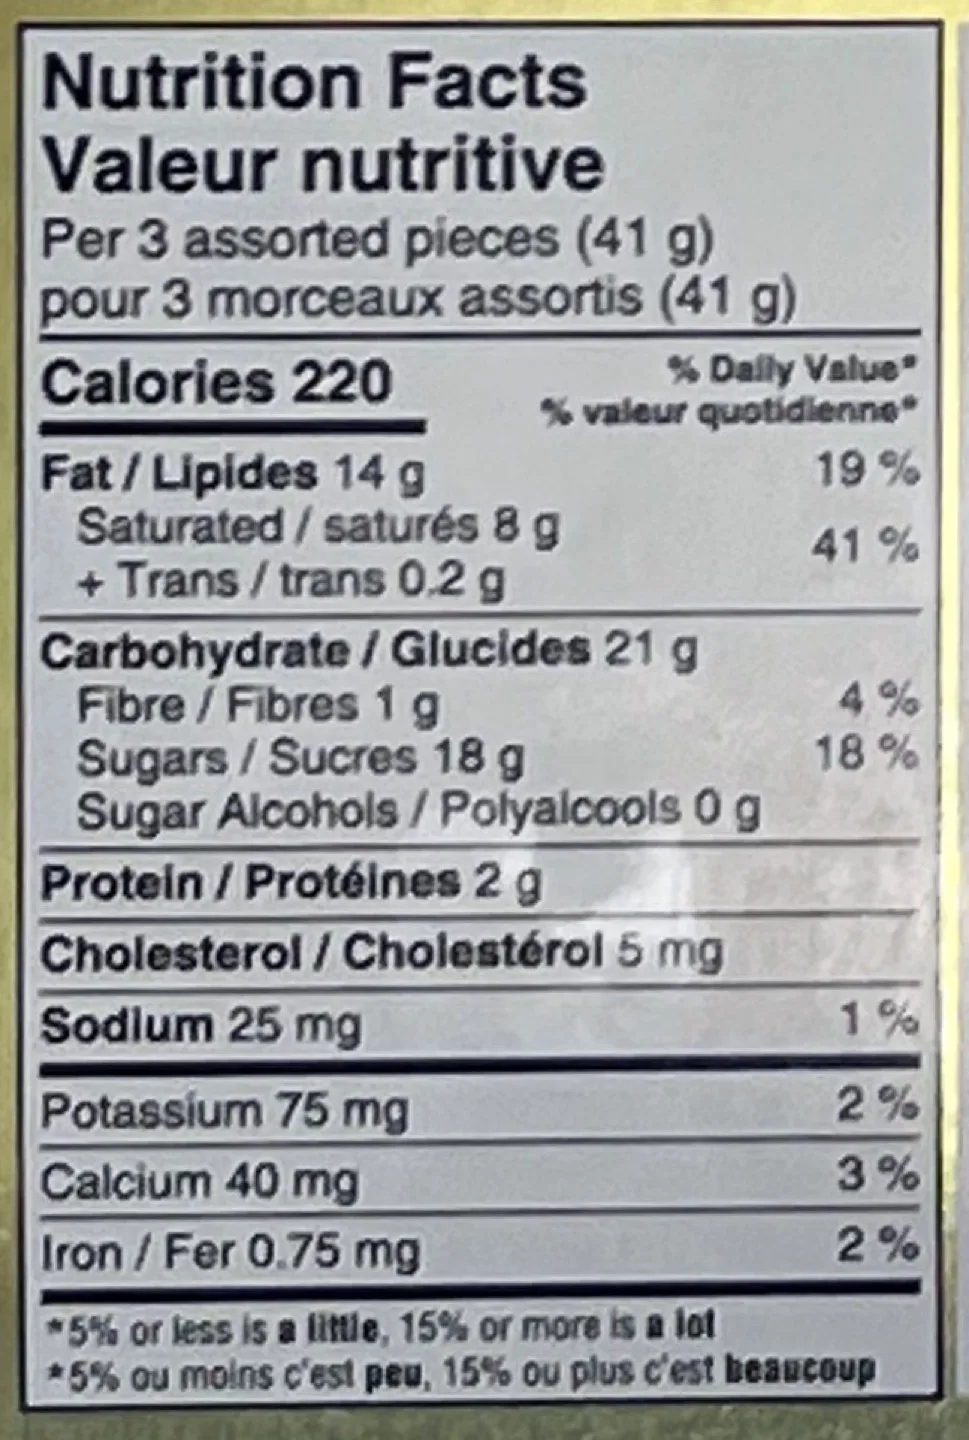 Nutrition Facts
Valeur nutritive
Per 3 assorted pieces (41 g)
pour 3 morceaux assortis (41 g)
Calories 220
% Daily Value*
% valeur quotidienne*
Fat / Lipides 14 g 19 %
Saturated / saturés 8 g
+ Trans / trans 0.2 g 41 %
Carbohydrate / Glucides 21 g
Fibre / Fibres 1 g 4 %
Sugars / Sucres 18 g 18 %
Sugar Alcohols / Polyalcools 0 g
Protein / Protéines 2 g
Cholesterol / Cholestérol 5 mg
Sodium 25 mg 1 %
Potassium 75 mg 2 %
Calcium 40 mg 3 %
Iron / Fer 0.75 mg 2 %
*5% or less is a little, 15% or more is a lot
*5% ou moins c'est peu, 15% ou plus c'est beaucoup